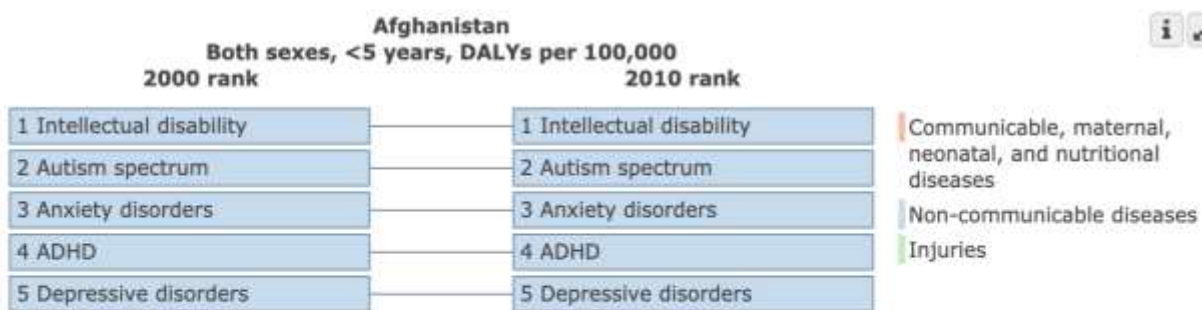 Afghanistan
Both sexes, <5 years, DALYs per 100,000
2000 rank
2010 rank
1 Intellectual disability
1 Intellectual disability
2 Autism spectrum
2 Autism spectrum
3 Anxiety disorders
3 Anxiety disorders
4 ADHD
4 ADHD
5 Depressive disorders
5 Depressive disorders
Communicable, maternal,
neonatal, and nutritional
diseases
Non-communicable diseases
Injuries
i